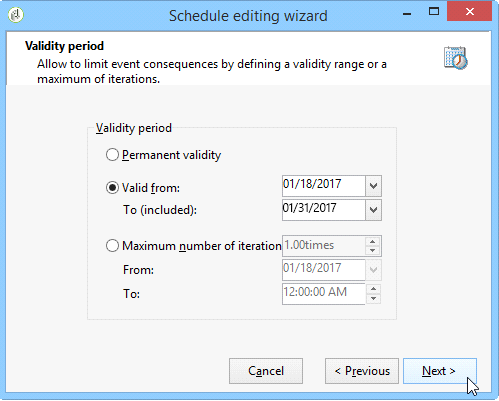 Schedule editing wizard
Validity period
Allow to limit event consequences by defining a validity range or a
maximum of iterations.
Validity period
Permanent validity
Valid from: 01/18/2017
To (included): 01/31/2017
Maximum number of iteration 1.00times
From: 01/18/2017
To: 12:00:00 AM
Cancel < Previous Next >